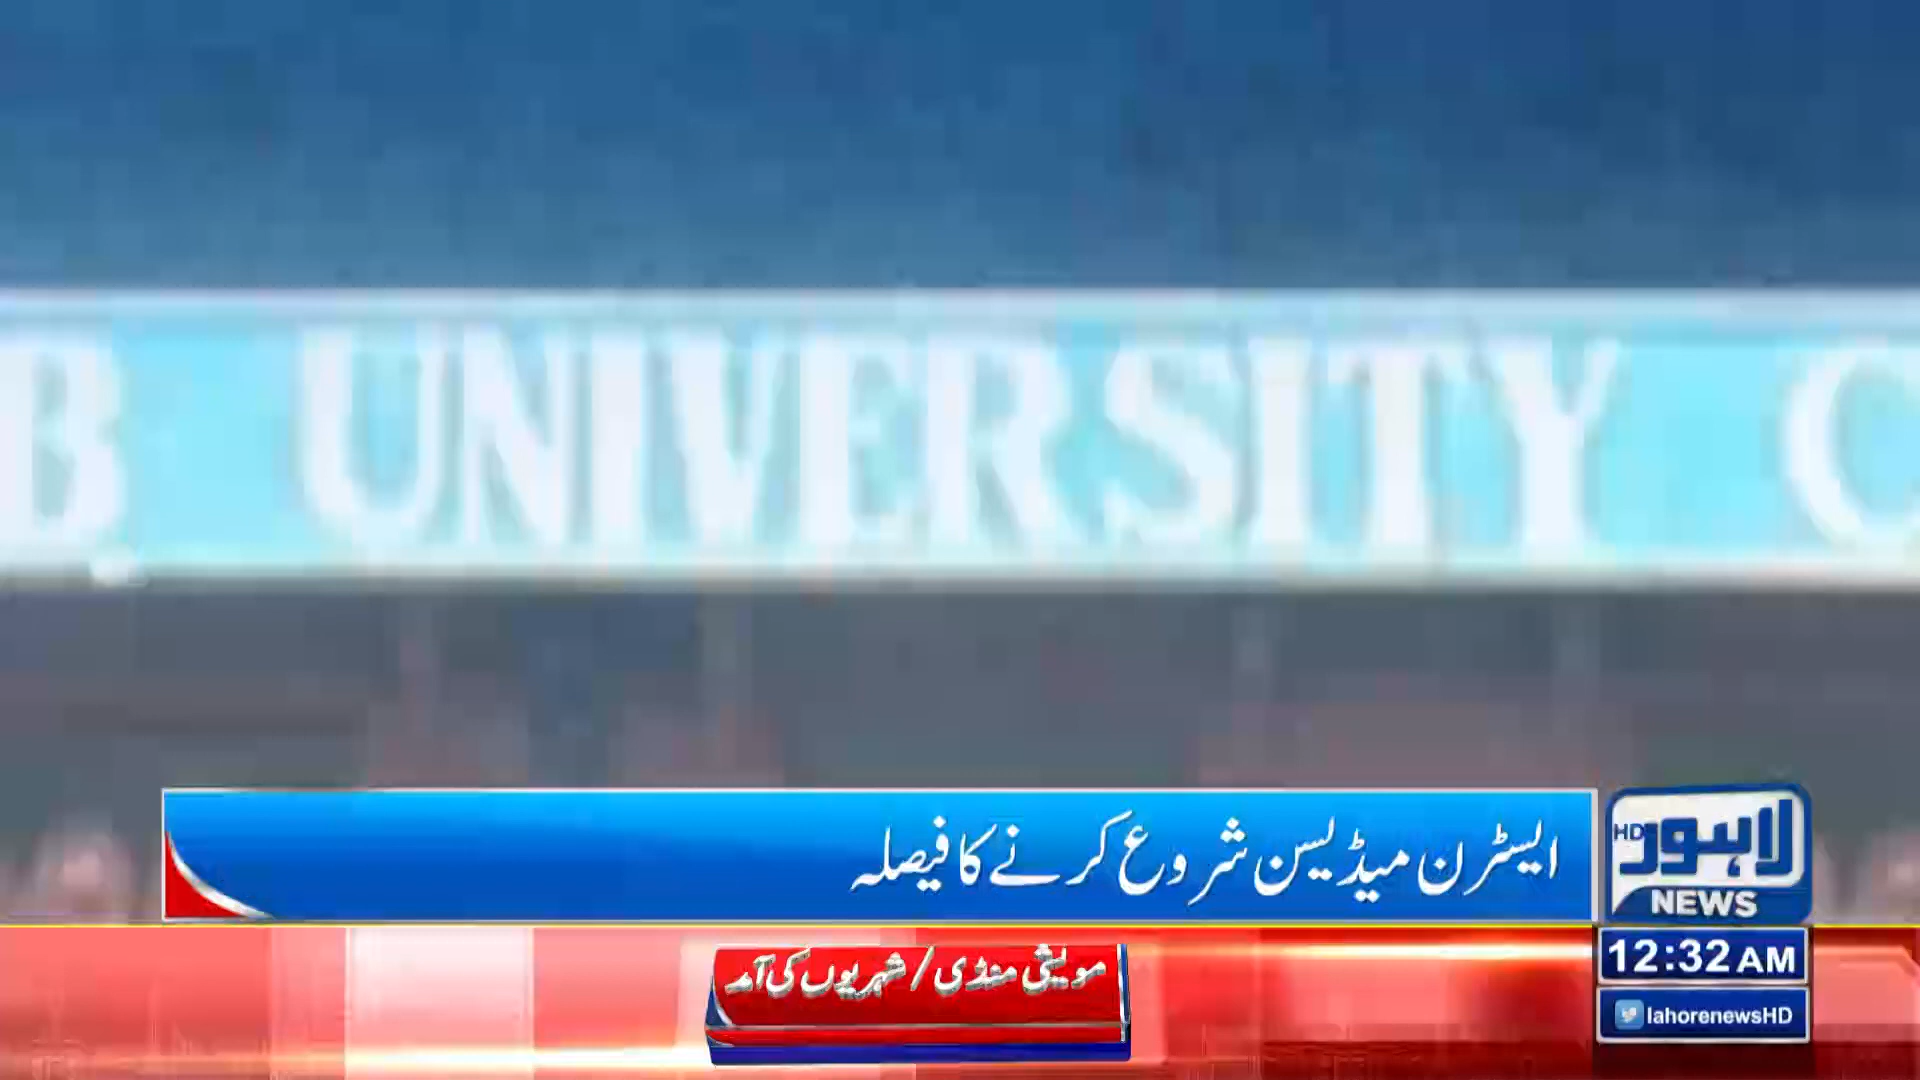 B UNIVERSITY C
ایسٹرن میڈیسن شروع کرنے کا فیصلہ
HD لاہور
NEWS
12:32 AM
مویشی منڈی / شہریوں کی آمد
lahorenewsHD